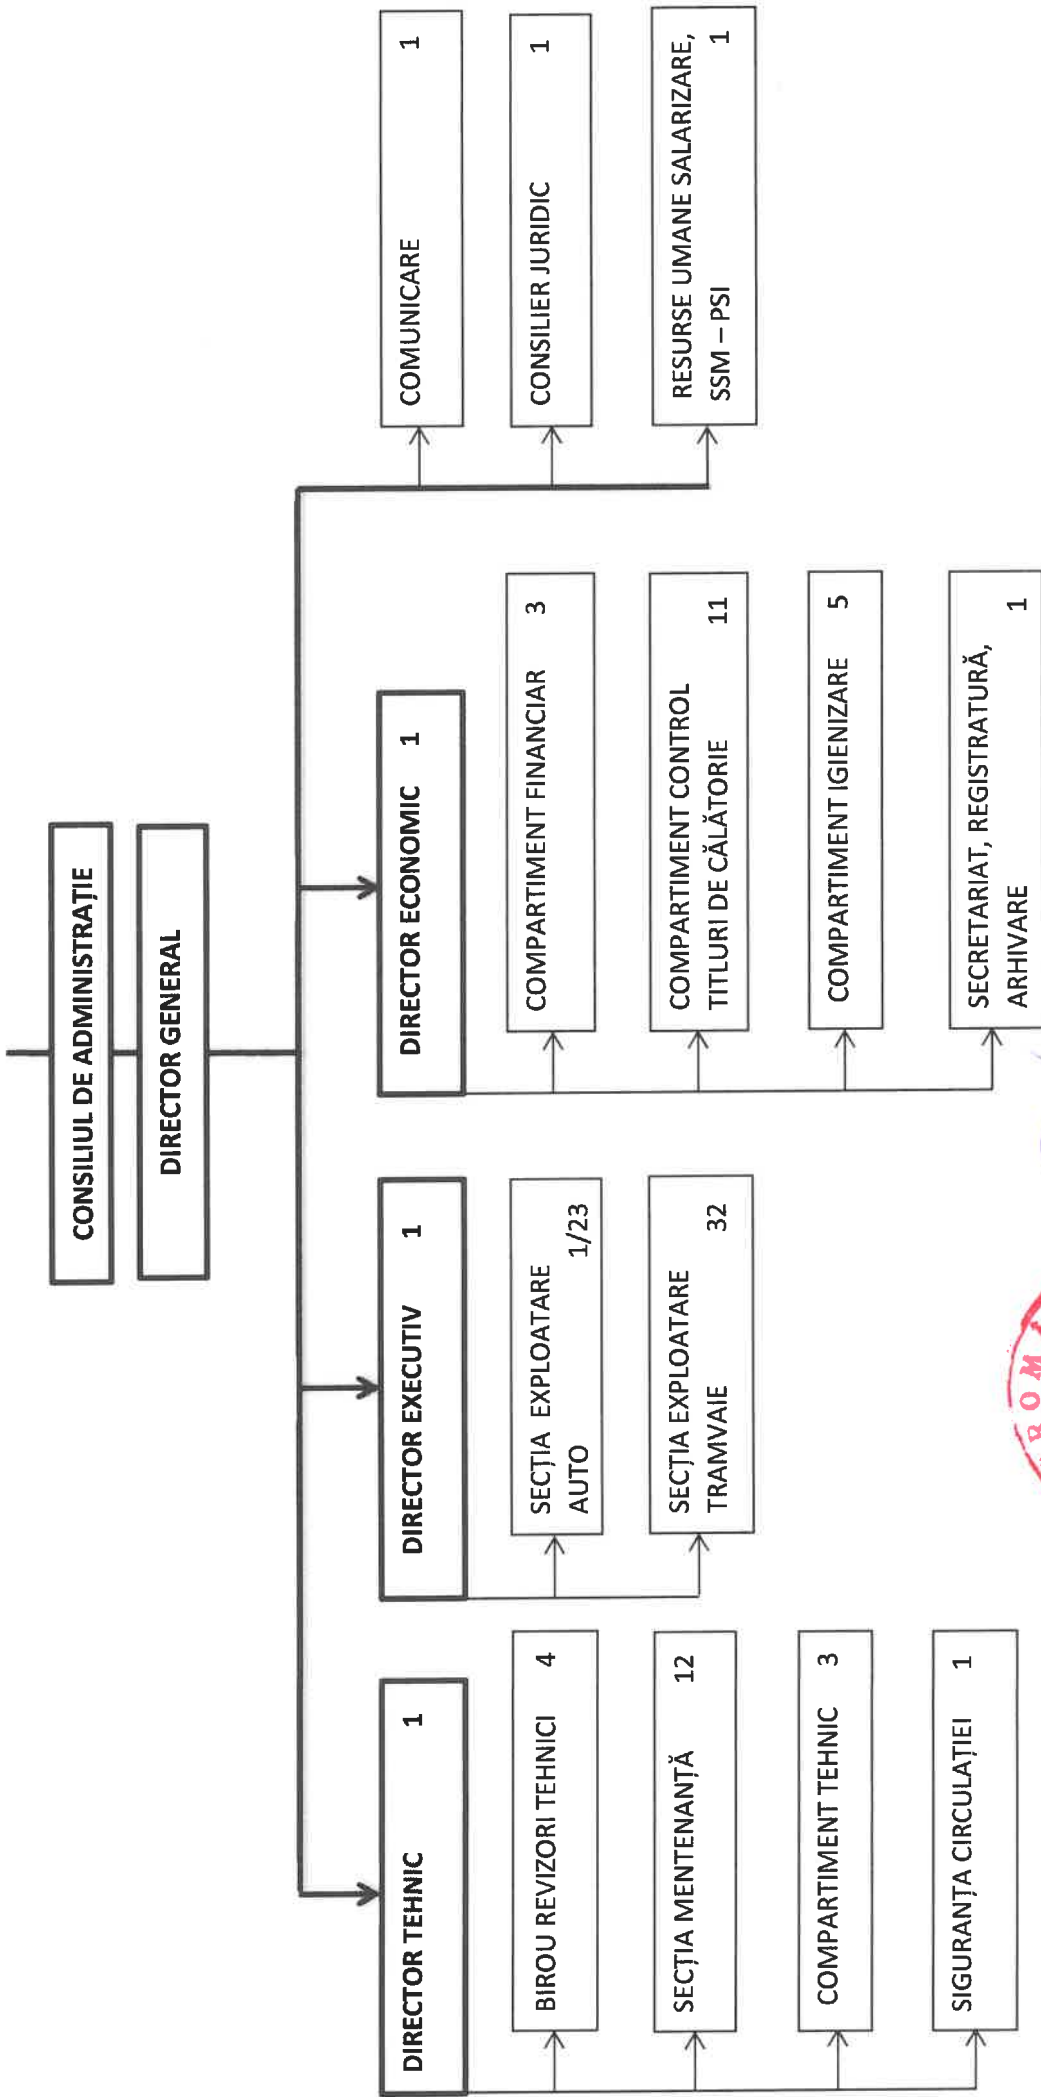 CONSILIUL DE ADMINISTRAȚIE
DIRECTOR GENERAL
DIRECTOR TEHNIC 1
BIROU REVIZORI TEHNICI 4
SECȚIA MENTENANȚĂ 12
COMPARTIMENT TEHNIC 3
SIGURANȚA CIRCULAȚIEI 1
DIRECTOR EXECUTIV 1
SECȚIA EXPLOATARE
AUTO 1/23
SECȚIA EXPLOATARE
TRAMVAIE 32
DIRECTOR ECONOMIC 1
COMPARTIMENT FINANCIAR 3
COMPARTIMENT CONTROL
TITLURI DE CĂLĂTORIE 11
COMPARTIMENT IGIENIZARE 5
SECRETARIAT, REGISTRATURĂ,
ARHIVARE 1
COMUNICARE 1
CONSILIER JURIDIC 1
RESURSE UMANE SALARIZARE,
SSM – PSI 1